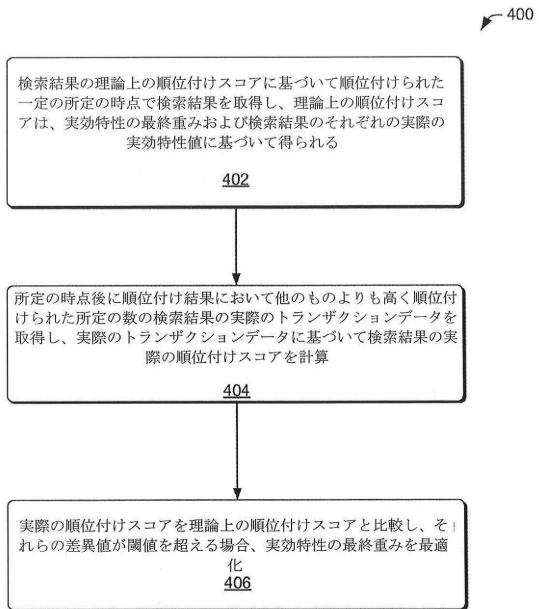 400
検索結果の理論上の順位付けスコアに基づいて順位付けられた
一定の所定の時点で検索結果を取得し、理論上の順位付けスコ
アは、実効特性の最終重みおよび検索結果のそれぞれの実際の
実効特性値に基づいて得られる
402
所定の時点後に順位付け結果において他のものよりも高く順位付
けられた所定の数の検索結果の実際のトランザクションデータを
取得し、実際のトランザクションデータに基づいて検索結果の実
際の順位付けスコアを計算
404
実際の順位付けスコアを理論上の順位付けスコアと比較し、そ
れらの差異値が閾値を超える場合、実効特性の最終重みを最適
化
406